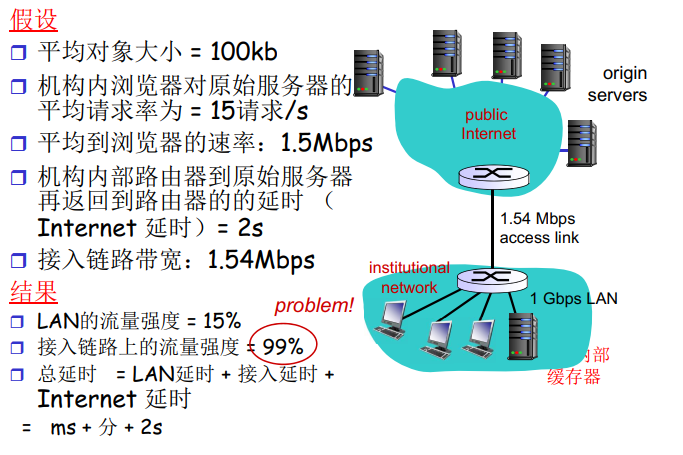 假设
平均对象大小 = 100kb
机构内浏览器对原始服务器的
平均请求率为 = 15请求/s
平均到浏览器的速率：1.5Mbps
机构内部路由器到原始服务器
再返回到路由器的的延时 （
Internet 延时）= 2s
接入链路带宽：1.54Mbps
结果
LAN的流量强度 = 15%
接入链路上的流量强度 = 99%
总延时 = LAN延时 + 接入延时 +
Internet 延时
= ms + 分 + 2s
problem!
origin
servers
public
Internet
1.54 Mbps
access link
institutional
network
1 Gbps LAN
内部
缓存器